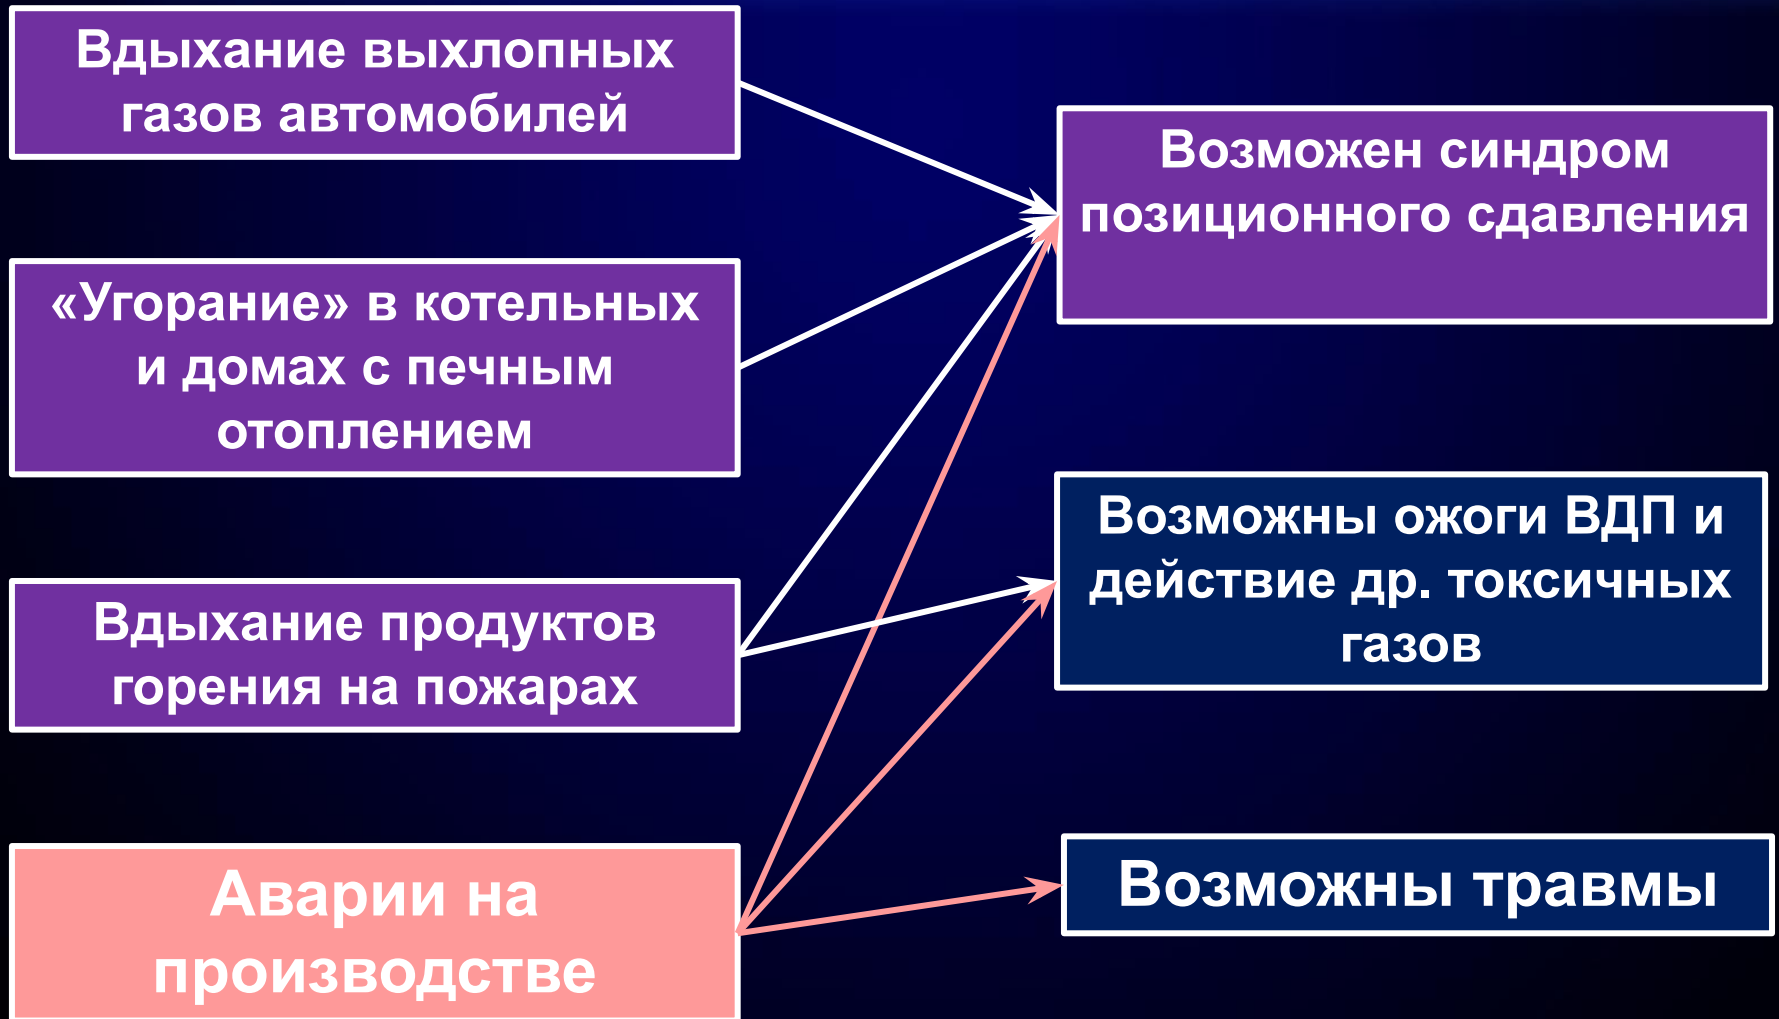 Вдыхание выхлопных
газов автомобилей
«Угорание» в котельных
и домах с печным
отоплением
Вдыхание продуктов
горения на пожарах
Аварии на
производстве
Возможен синдром
позиционного сдавления
Возможны ожоги ВДП и
действие др. токсичных
газов
Возможны травмы